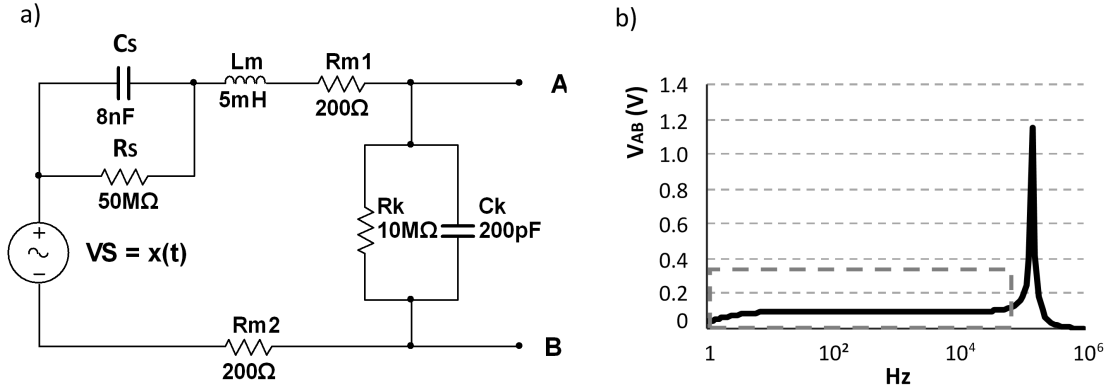 a)
Cs
8nF
Rs
50MΩ
Lm
5mH
Rm1
200Ω
A
Rk
10MΩ
Ck
200pF
VS = x(t)
Rm2
200Ω
B
b)
VAB (V)
1.4
1.2
1.0
0.8
0.6
0.4
0.2
0
1
10²
10⁴
10⁶
Hz